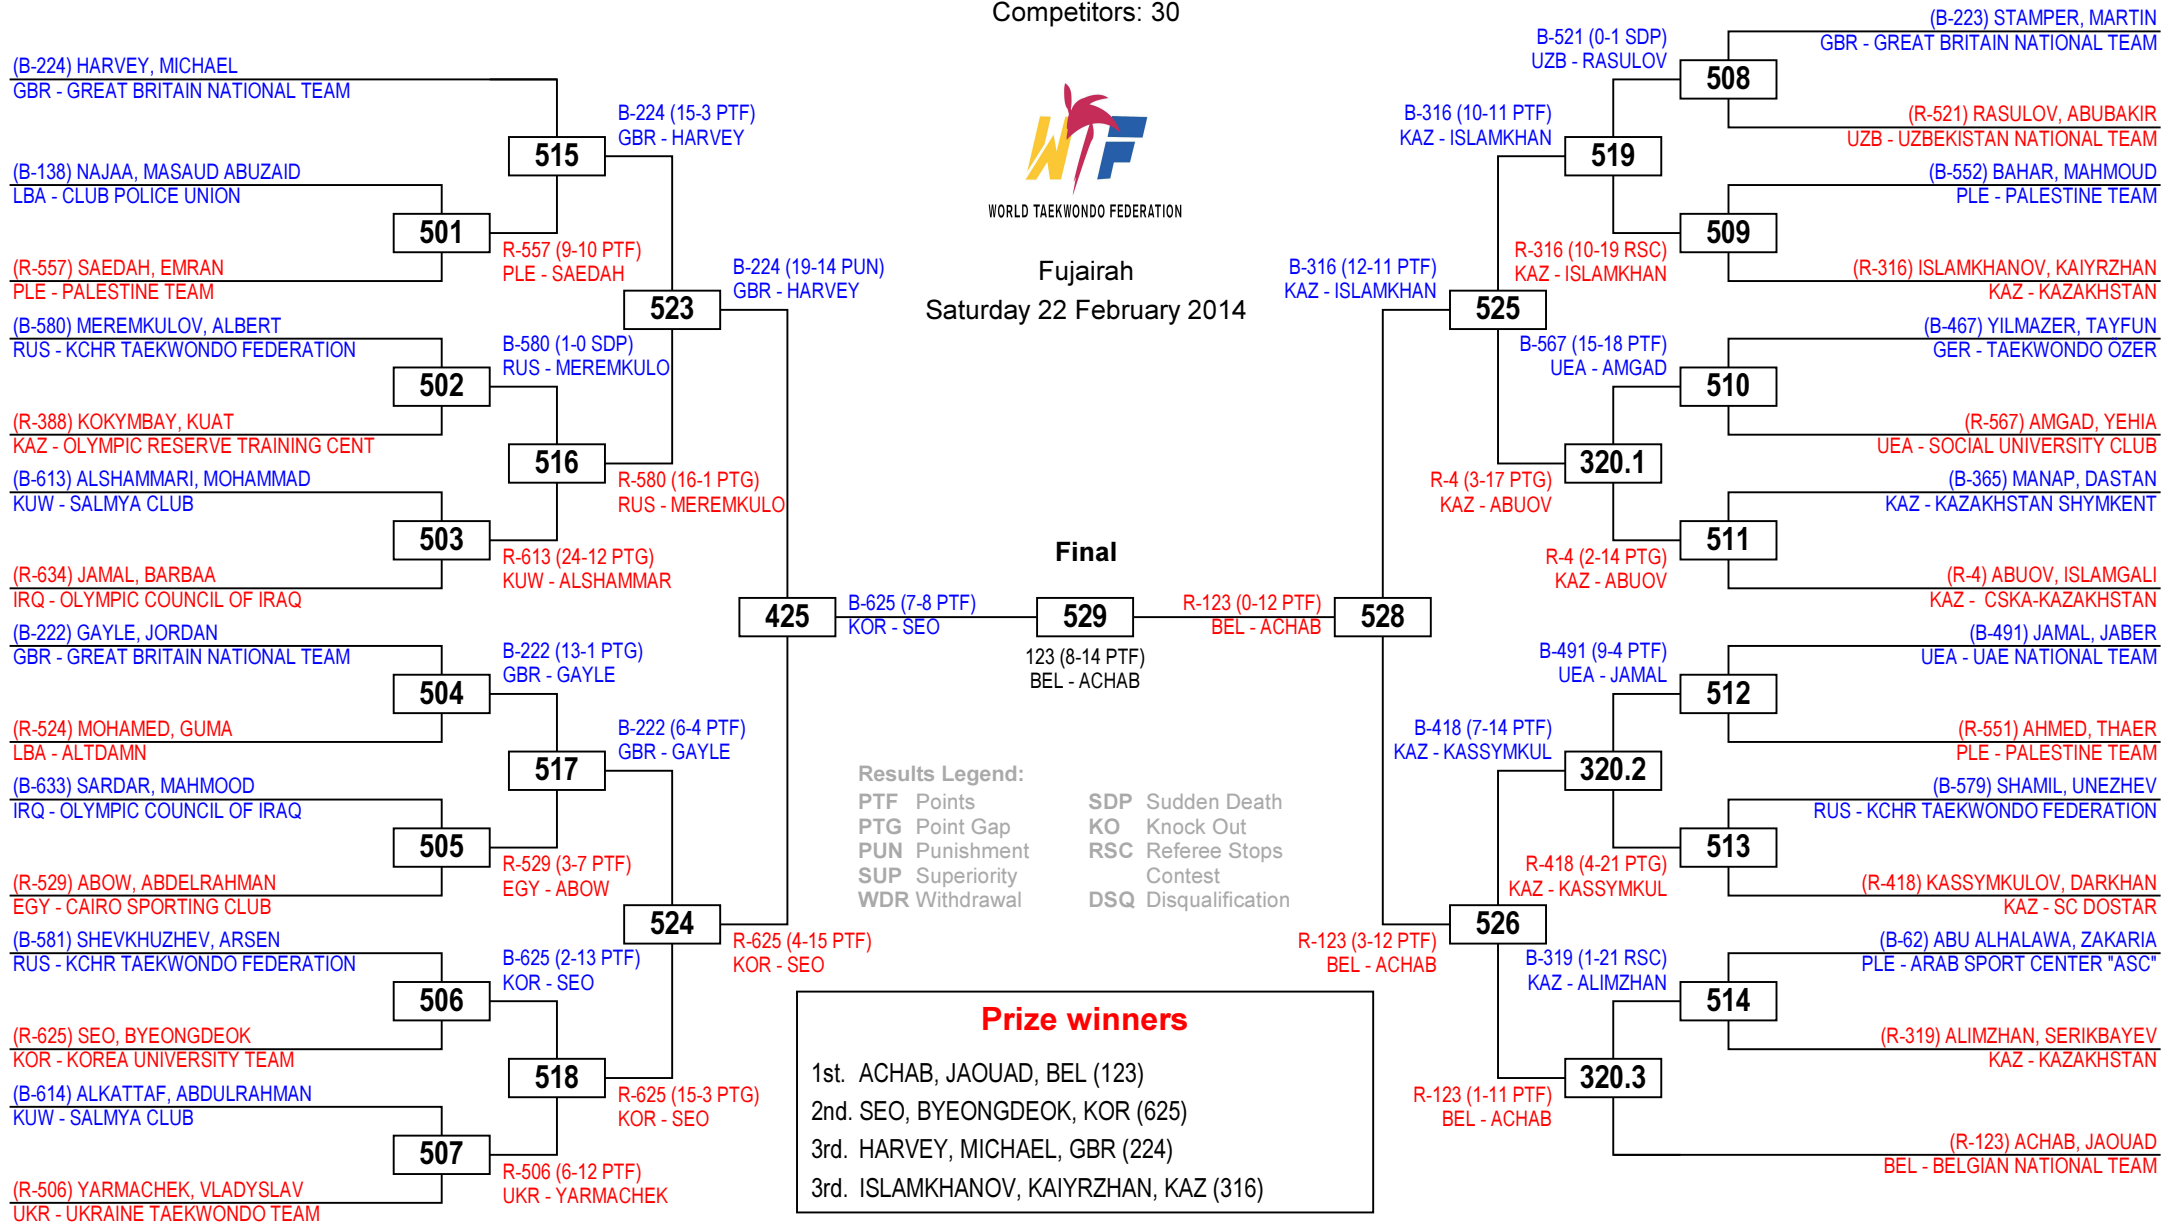 Competitors: 30
(B-224) HARVEY, MICHAEL
GBR - GREAT BRITAIN NATIONAL TEAM
(B-138) NAJAA, MASAUD ABUZAID
LBA - CLUB POLICE UNION
(R-557) SAEDAH, EMRAN
PLE - PALESTINE TEAM
(B-580) MEREMKULOV, ALBERT
RUS - KCHR TAEKWONDO FEDERATION
(R-388) KOKYMBAY, KUAT
KAZ - OLYMPIC RESERVE TRAINING CENT
(B-613) ALSHAMMARI, MOHAMMAD
KUW - SALMYA CLUB
(R-634) JAMAL, BARBAA
IRQ - OLYMPIC COUNCIL OF IRAQ
(B-222) GAYLE, JORDAN
GBR - GREAT BRITAIN NATIONAL TEAM
(R-524) MOHAMED, GUMA
LBA - ALTDAMN
(B-633) SARDAR, MAHMOOD
IRQ - OLYMPIC COUNCIL OF IRAQ
(R-529) ABOW, ABDELRAHMAN
EGY - CAIRO SPORTING CLUB
(B-581) SHEVKHUZHEV, ARSEN
RUS - KCHR TAEKWONDO FEDERATION
(R-625) SEO, BYEONGDEOK
KOR - KOREA UNIVERSITY TEAM
(B-614) ALKATTAF, ABDULRAHMAN
KUW - SALMYA CLUB
(R-506) YARMACHEK, VLADYSLAV
UKR - UKRAINE TAEKWONDO TEAM
501
502
503
504
505
506
507
R-557 (9-10 PTF)
PLE - SAEDAH
B-580 (1-0 SDP)
RUS - MEREMKULO
R-613 (24-12 PTG)
KUW - ALSHAMMAR
B-222 (13-1 PTG)
GBR - GAYLE
R-529 (3-7 PTF)
EGY - ABOW
B-625 (2-13 PTF)
KOR - SEO
R-506 (6-12 PTF)
UKR - YARMACHEK
515
516
517
518
B-224 (15-3 PTF)
GBR - HARVEY
R-580 (16-1 PTG)
RUS - MEREMKULO
B-222 (6-4 PTF)
GBR - GAYLE
R-625 (15-3 PTG)
KOR - SEO
523
524
B-224 (19-14 PUN)
GBR - HARVEY
R-625 (4-15 PTF)
KOR - SEO
425
B-625 (7-8 PTF)
KOR - SEO
WTF
WORLD TAEKWONDO FEDERATION
Fujairah
Saturday 22 February 2014
Final
529
123 (8-14 PTF)
BEL - ACHAB
Results Legend:
PTF Points
PTG Point Gap
PUN Punishment
SUP Superiority
WDR Withdrawal
SDP Sudden Death
KO Knock Out
RSC Referee Stops
Contest
DSQ Disqualification
Prize winners
1st. ACHAB, JAOUAD, BEL (123)
2nd. SEO, BYEONGDEOK, KOR (625)
3rd. HARVEY, MICHAEL, GBR (224)
3rd. ISLAMKHANOV, KAIYRZHAN, KAZ (316)
R-123 (0-12 PTF)
BEL - ACHAB
528
B-316 (12-11 PTF)
KAZ - ISLAMKHAN
R-123 (3-12 PTF)
BEL - ACHAB
525
526
B-316 (10-11 PTF)
KAZ - ISLAMKHAN
R-4 (3-17 PTG)
KAZ - ABUOV
B-418 (7-14 PTF)
KAZ - KASSYMKUL
R-123 (1-11 PTF)
BEL - ACHAB
519
320.1
320.2
320.3
B-521 (0-1 SDP)
UZB - RASULOV
R-316 (10-19 RSC)
KAZ - ISLAMKHAN
B-567 (15-18 PTF)
UEA - AMGAD
R-4 (2-14 PTG)
KAZ - ABUOV
B-491 (9-4 PTF)
UEA - JAMAL
R-418 (4-21 PTG)
KAZ - KASSYMKUL
B-319 (1-21 RSC)
KAZ - ALIMZHAN
508
509
510
511
512
513
514
(B-223) STAMPER, MARTIN
GBR - GREAT BRITAIN NATIONAL TEAM
(R-521) RASULOV, ABUBAKIR
UZB - UZBEKISTAN NATIONAL TEAM
(B-552) BAHAR, MAHMOUD
PLE - PALESTINE TEAM
(R-316) ISLAMKHANOV, KAIYRZHAN
KAZ - KAZAKHSTAN
(B-467) YILMAZER, TAYFUN
GER - TAEKWONDO ÖZER
(R-567) AMGAD, YEHIA
UEA - SOCIAL UNIVERSITY CLUB
(B-365) MANAP, DASTAN
KAZ - KAZAKHSTAN SHYMKENT
(R-4) ABUOV, ISLAMGALI
KAZ - CSKA-KAZAKHSTAN
(B-491) JAMAL, JABER
UEA - UAE NATIONAL TEAM
(R-551) AHMED, THAER
PLE - PALESTINE TEAM
(B-579) SHAMIL, UNEZHEV
RUS - KCHR TAEKWONDO FEDERATION
(R-418) KASSYMKULOV, DARKHAN
KAZ - SC DOSTAR
(B-62) ABU ALHALAWA, ZAKARIA
PLE - ARAB SPORT CENTER "ASC"
(R-319) ALIMZHAN, SERIKBAYEV
KAZ - KAZAKHSTAN
(R-123) ACHAB, JAOUAD
BEL - BELGIAN NATIONAL TEAM